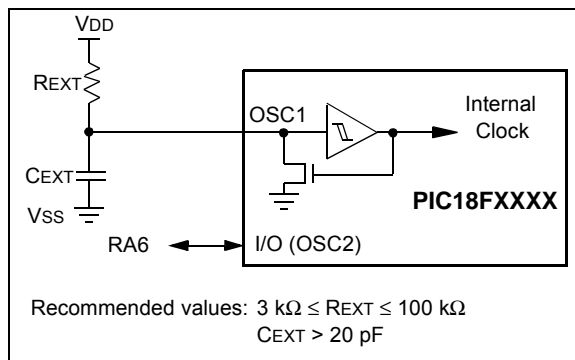 VDD
REXT
CEXT
VSS
OSC1
Internal
Clock
PIC18FXXXX
RA6
I/O (OSC2)
Recommended values: 3 kΩ ≤ REXT ≤ 100 kΩ
CEXT > 20 pF